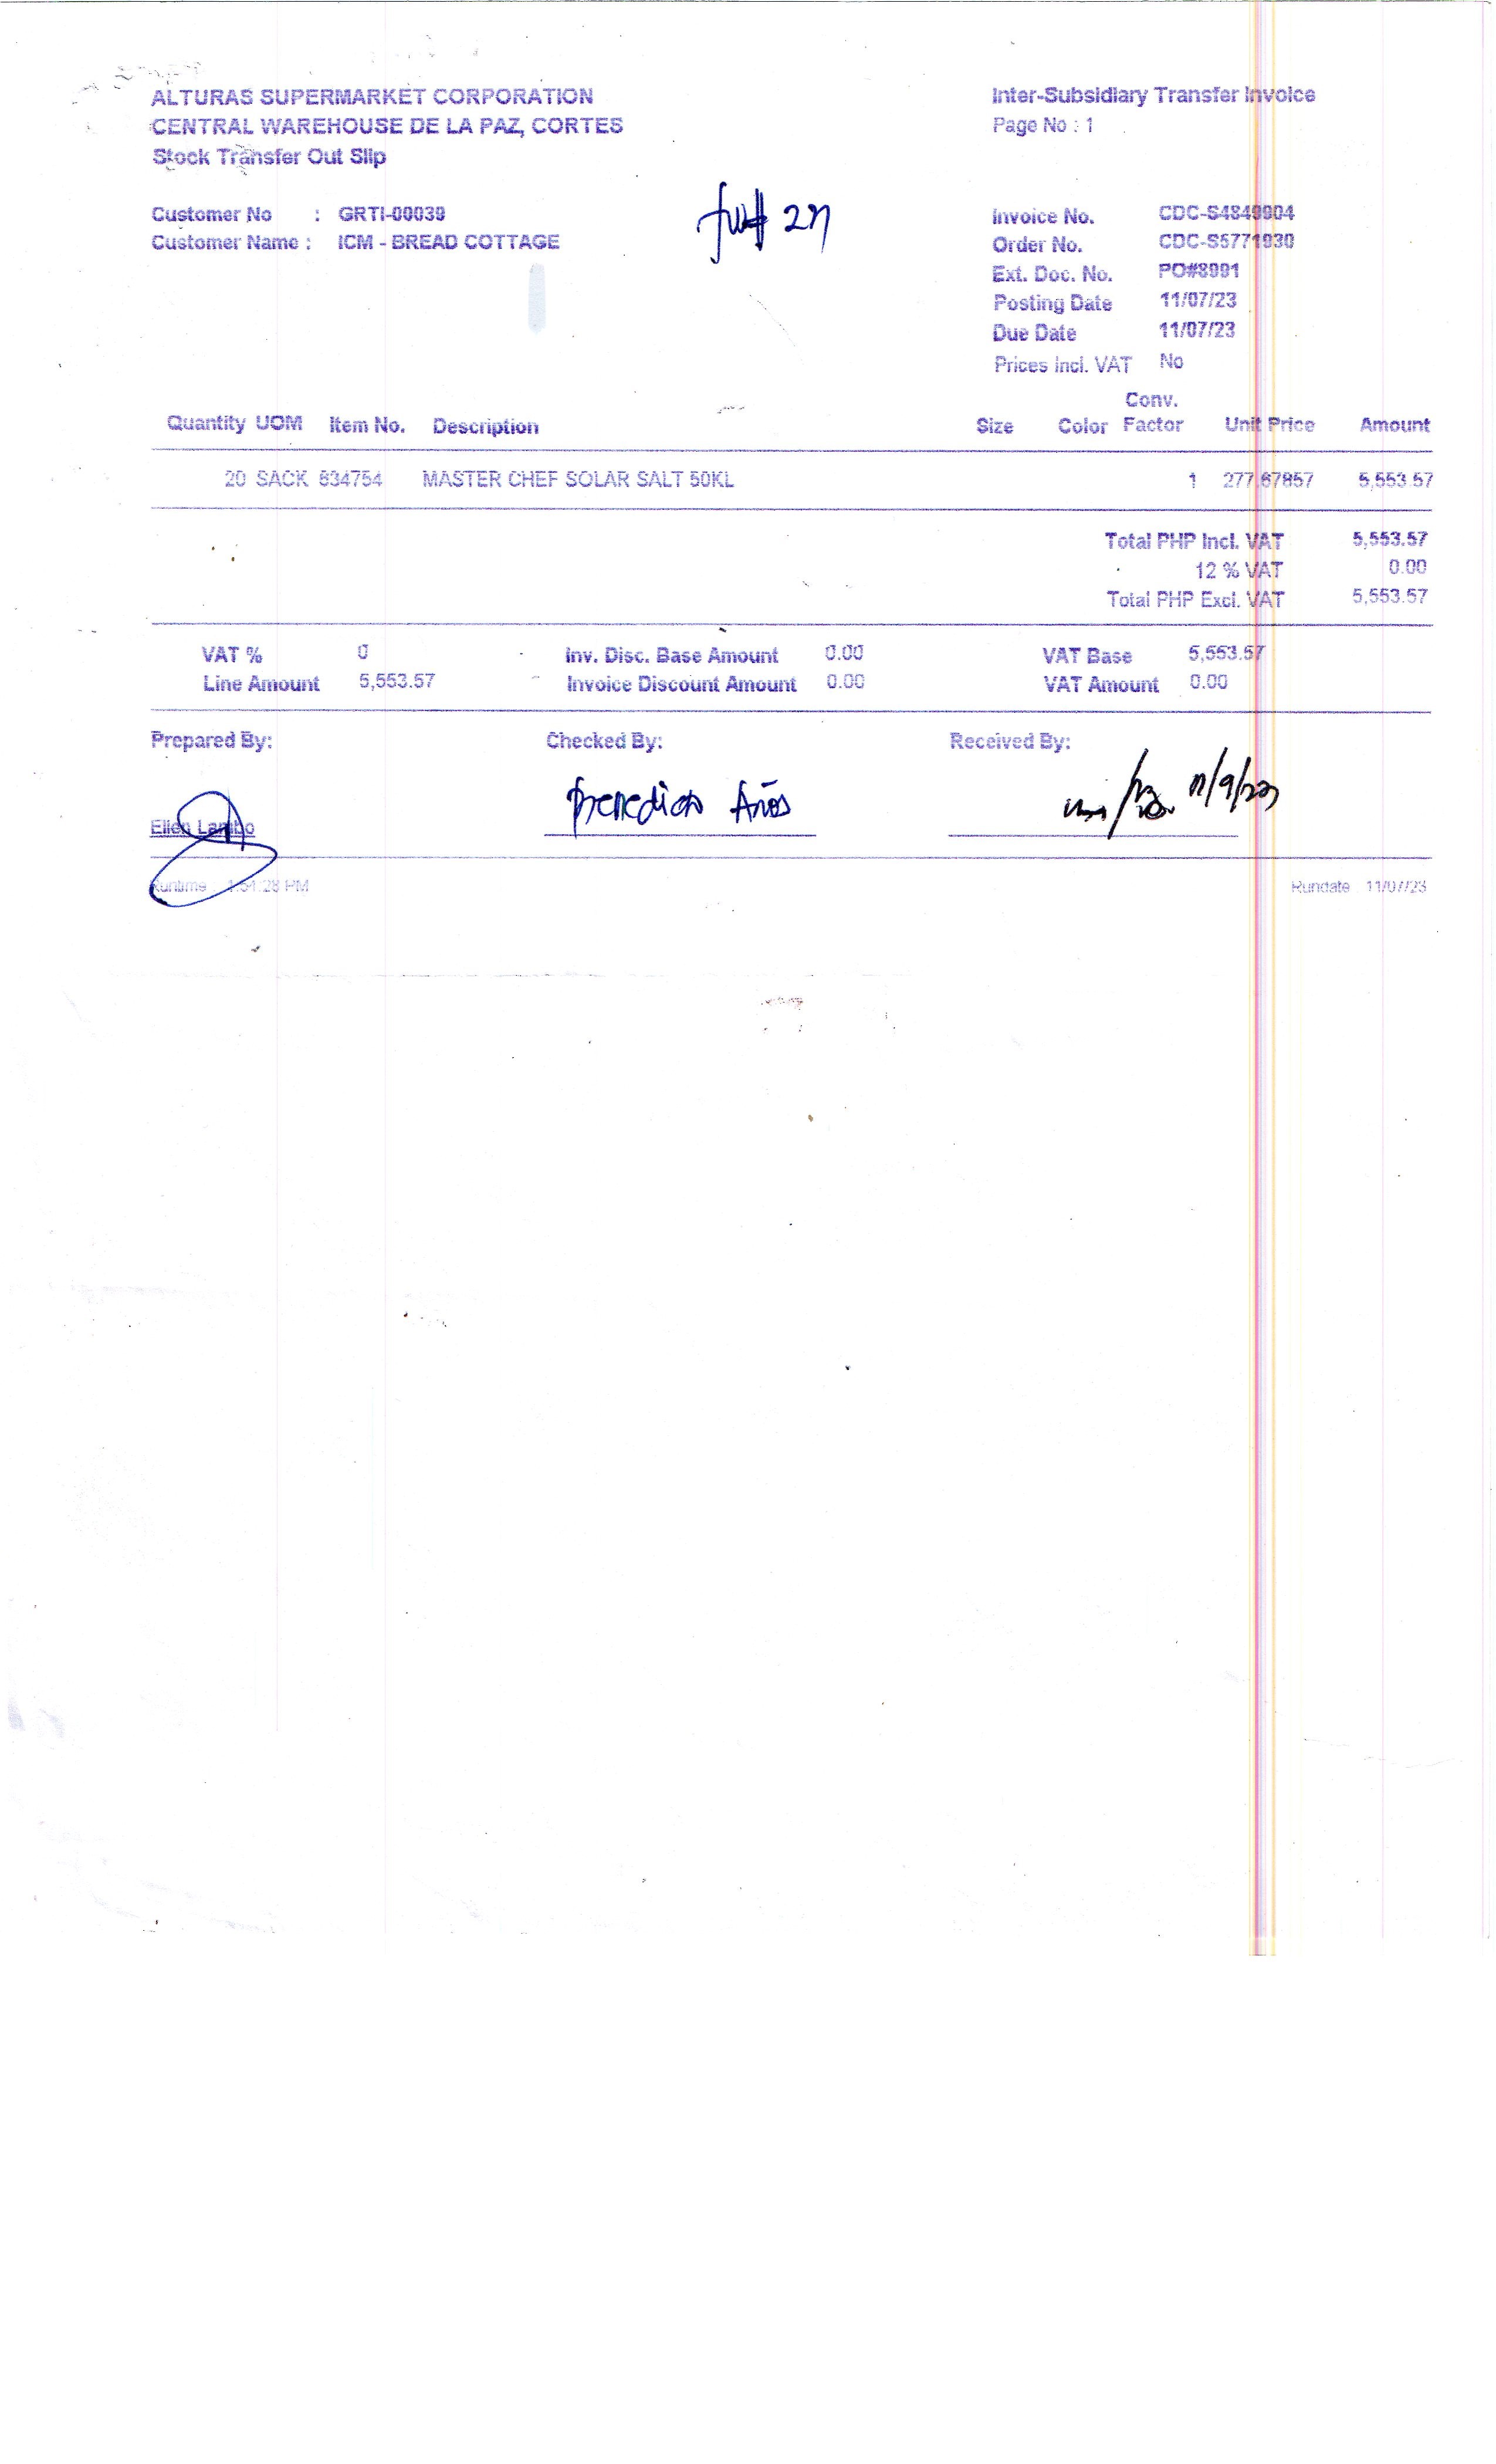 ALTURAS SUPERMARKET CORPORATION
CENTRAL WAREHOUSE DE LA PAZ, CORTES
Stock Transfer Out Slip
Inter-Subsidiary Transfer Invoice
Page No : 1
Customer No : GRTI-00039
Customer Name : ICM - BREAD COTTAGE
Invoice No. CDC-S4849904
Order No. CDC-S5771930
Ext. Doc. No. PO#8991
Posting Date 11/07/23
Due Date 11/07/23
Prices Incl. VAT No
Quantity UOM Item No. Description Size Color Conv. Factor Unit Price Amount
20 SACK 834754 MASTER CHEF SOLAR SALT 50KL 1 277.67857 5,553.57
Total PHP Incl. VAT 5,553.57
12 % VAT 0.00
Total PHP Excl. VAT 5,553.57
VAT % 0 Inv. Disc. Base Amount 0.00 VAT Base 5,553.57
Line Amount 5,553.57 Invoice Discount Amount 0.00 VAT Amount 0.00
Prepared By: Checked By: Received By:
Ellen Lambo Benedicto Años 11/9/23
Runtime 1:51:28 PM Rundate 11/07/23